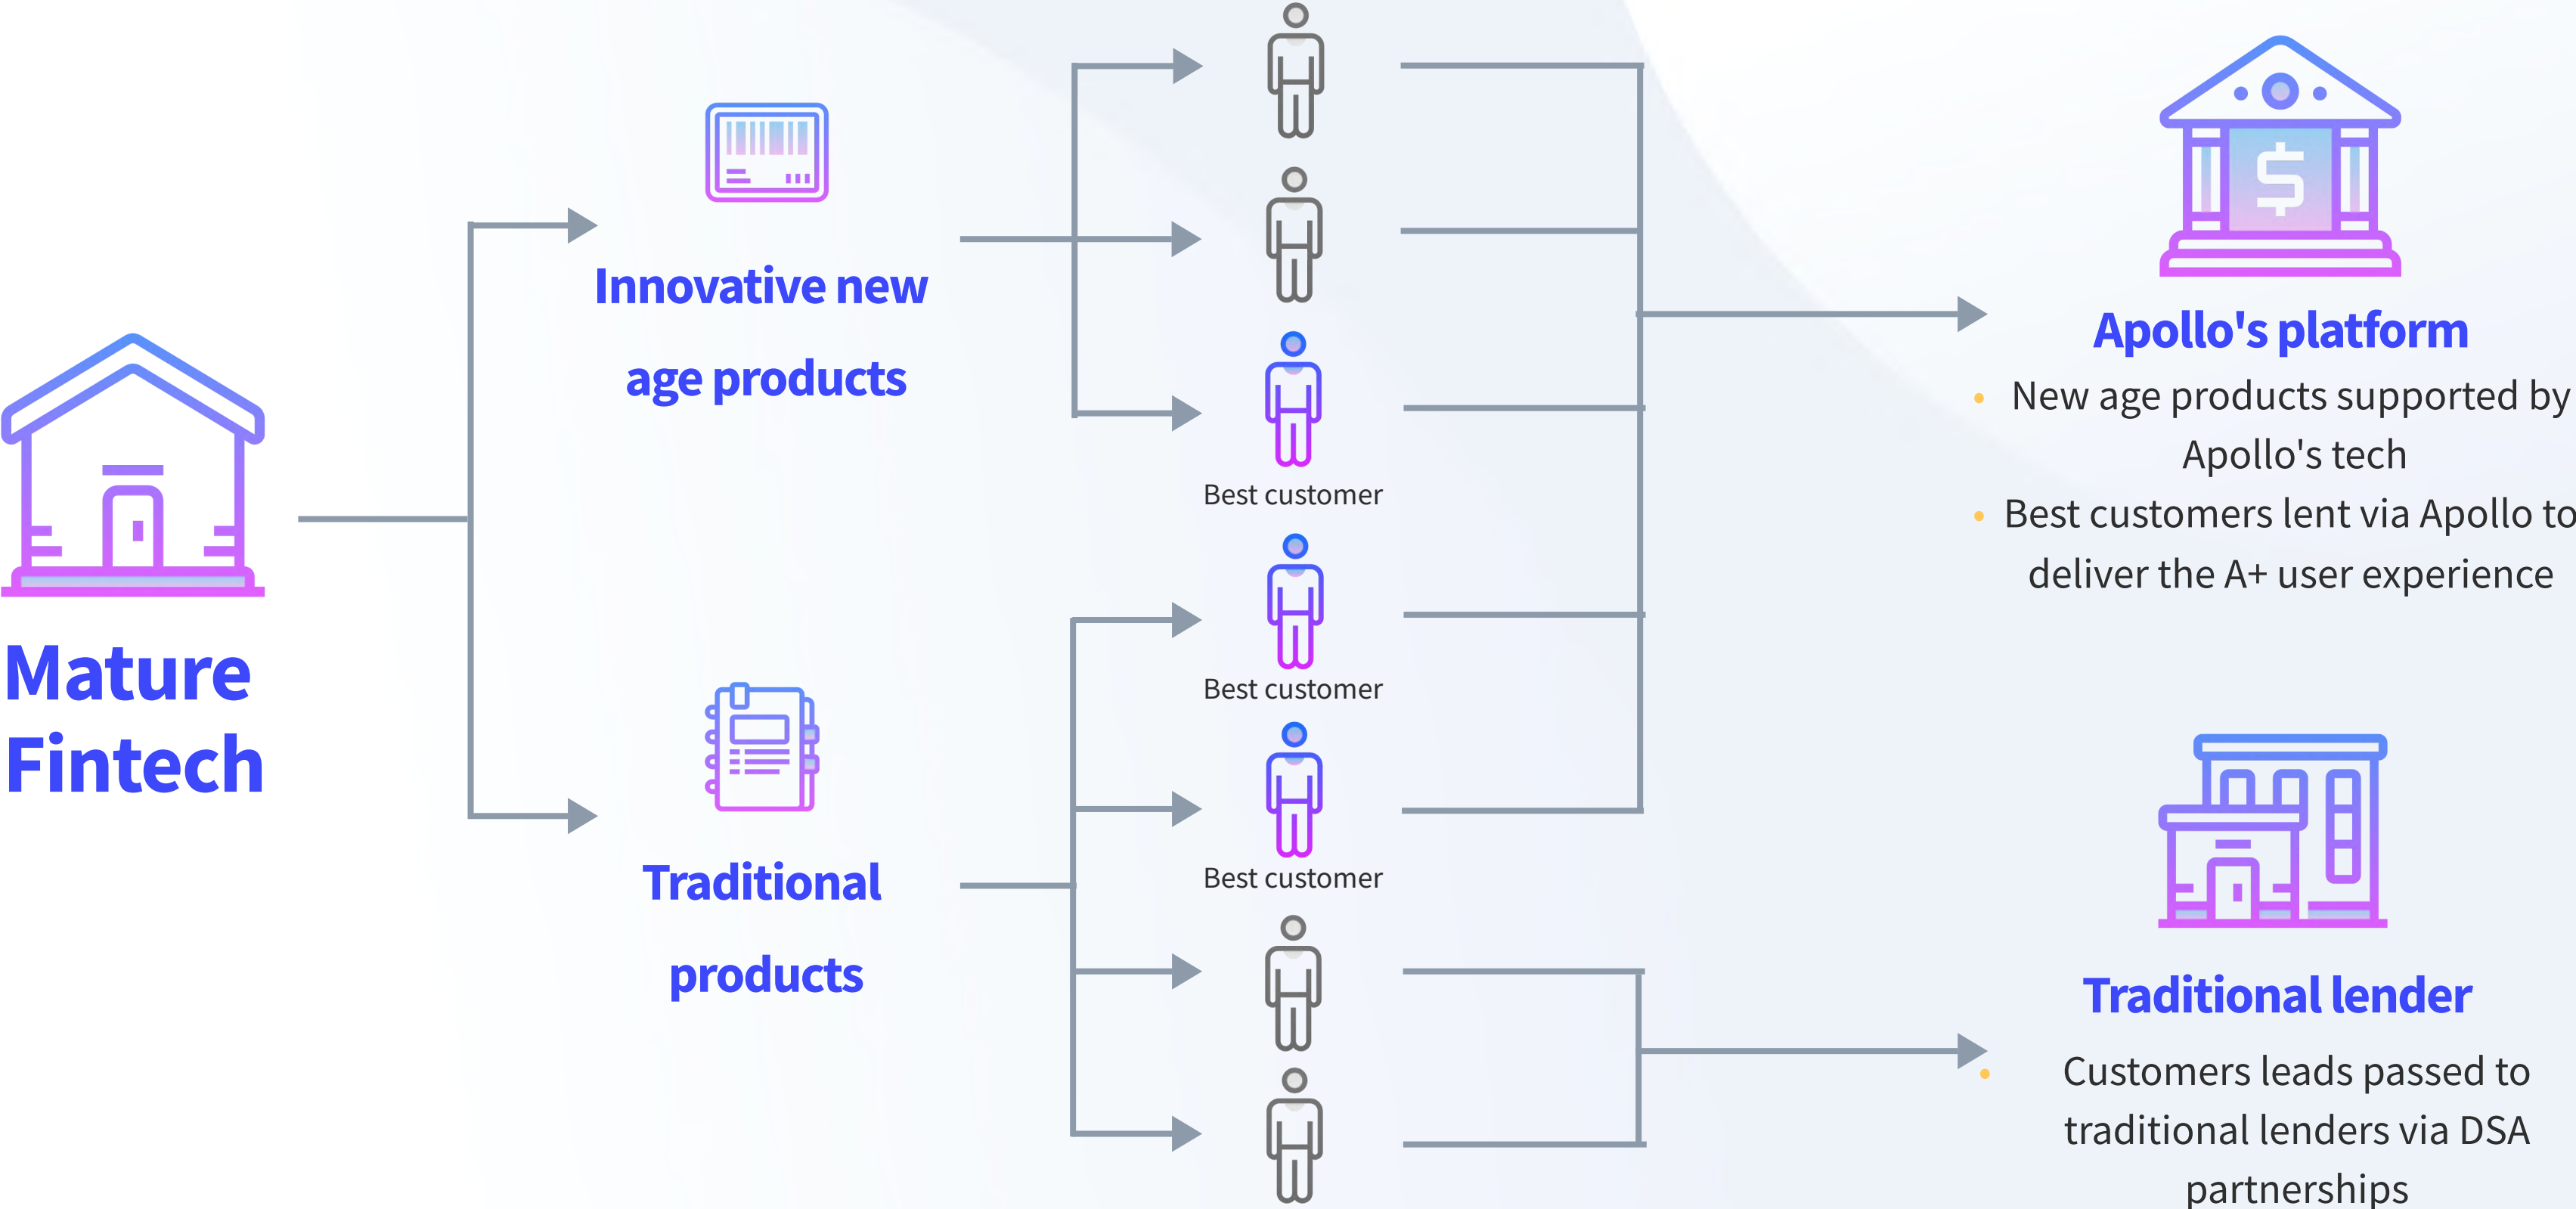 Mature
Fintech
Innovative new
age products
Traditional
products
Best customer
Best customer
Best customer
Apollo's platform
• New age products supported by
Apollo's tech
• Best customers lent via Apollo to
deliver the A+ user experience
Traditional lender
• Customers leads passed to
traditional lenders via DSA
partnerships